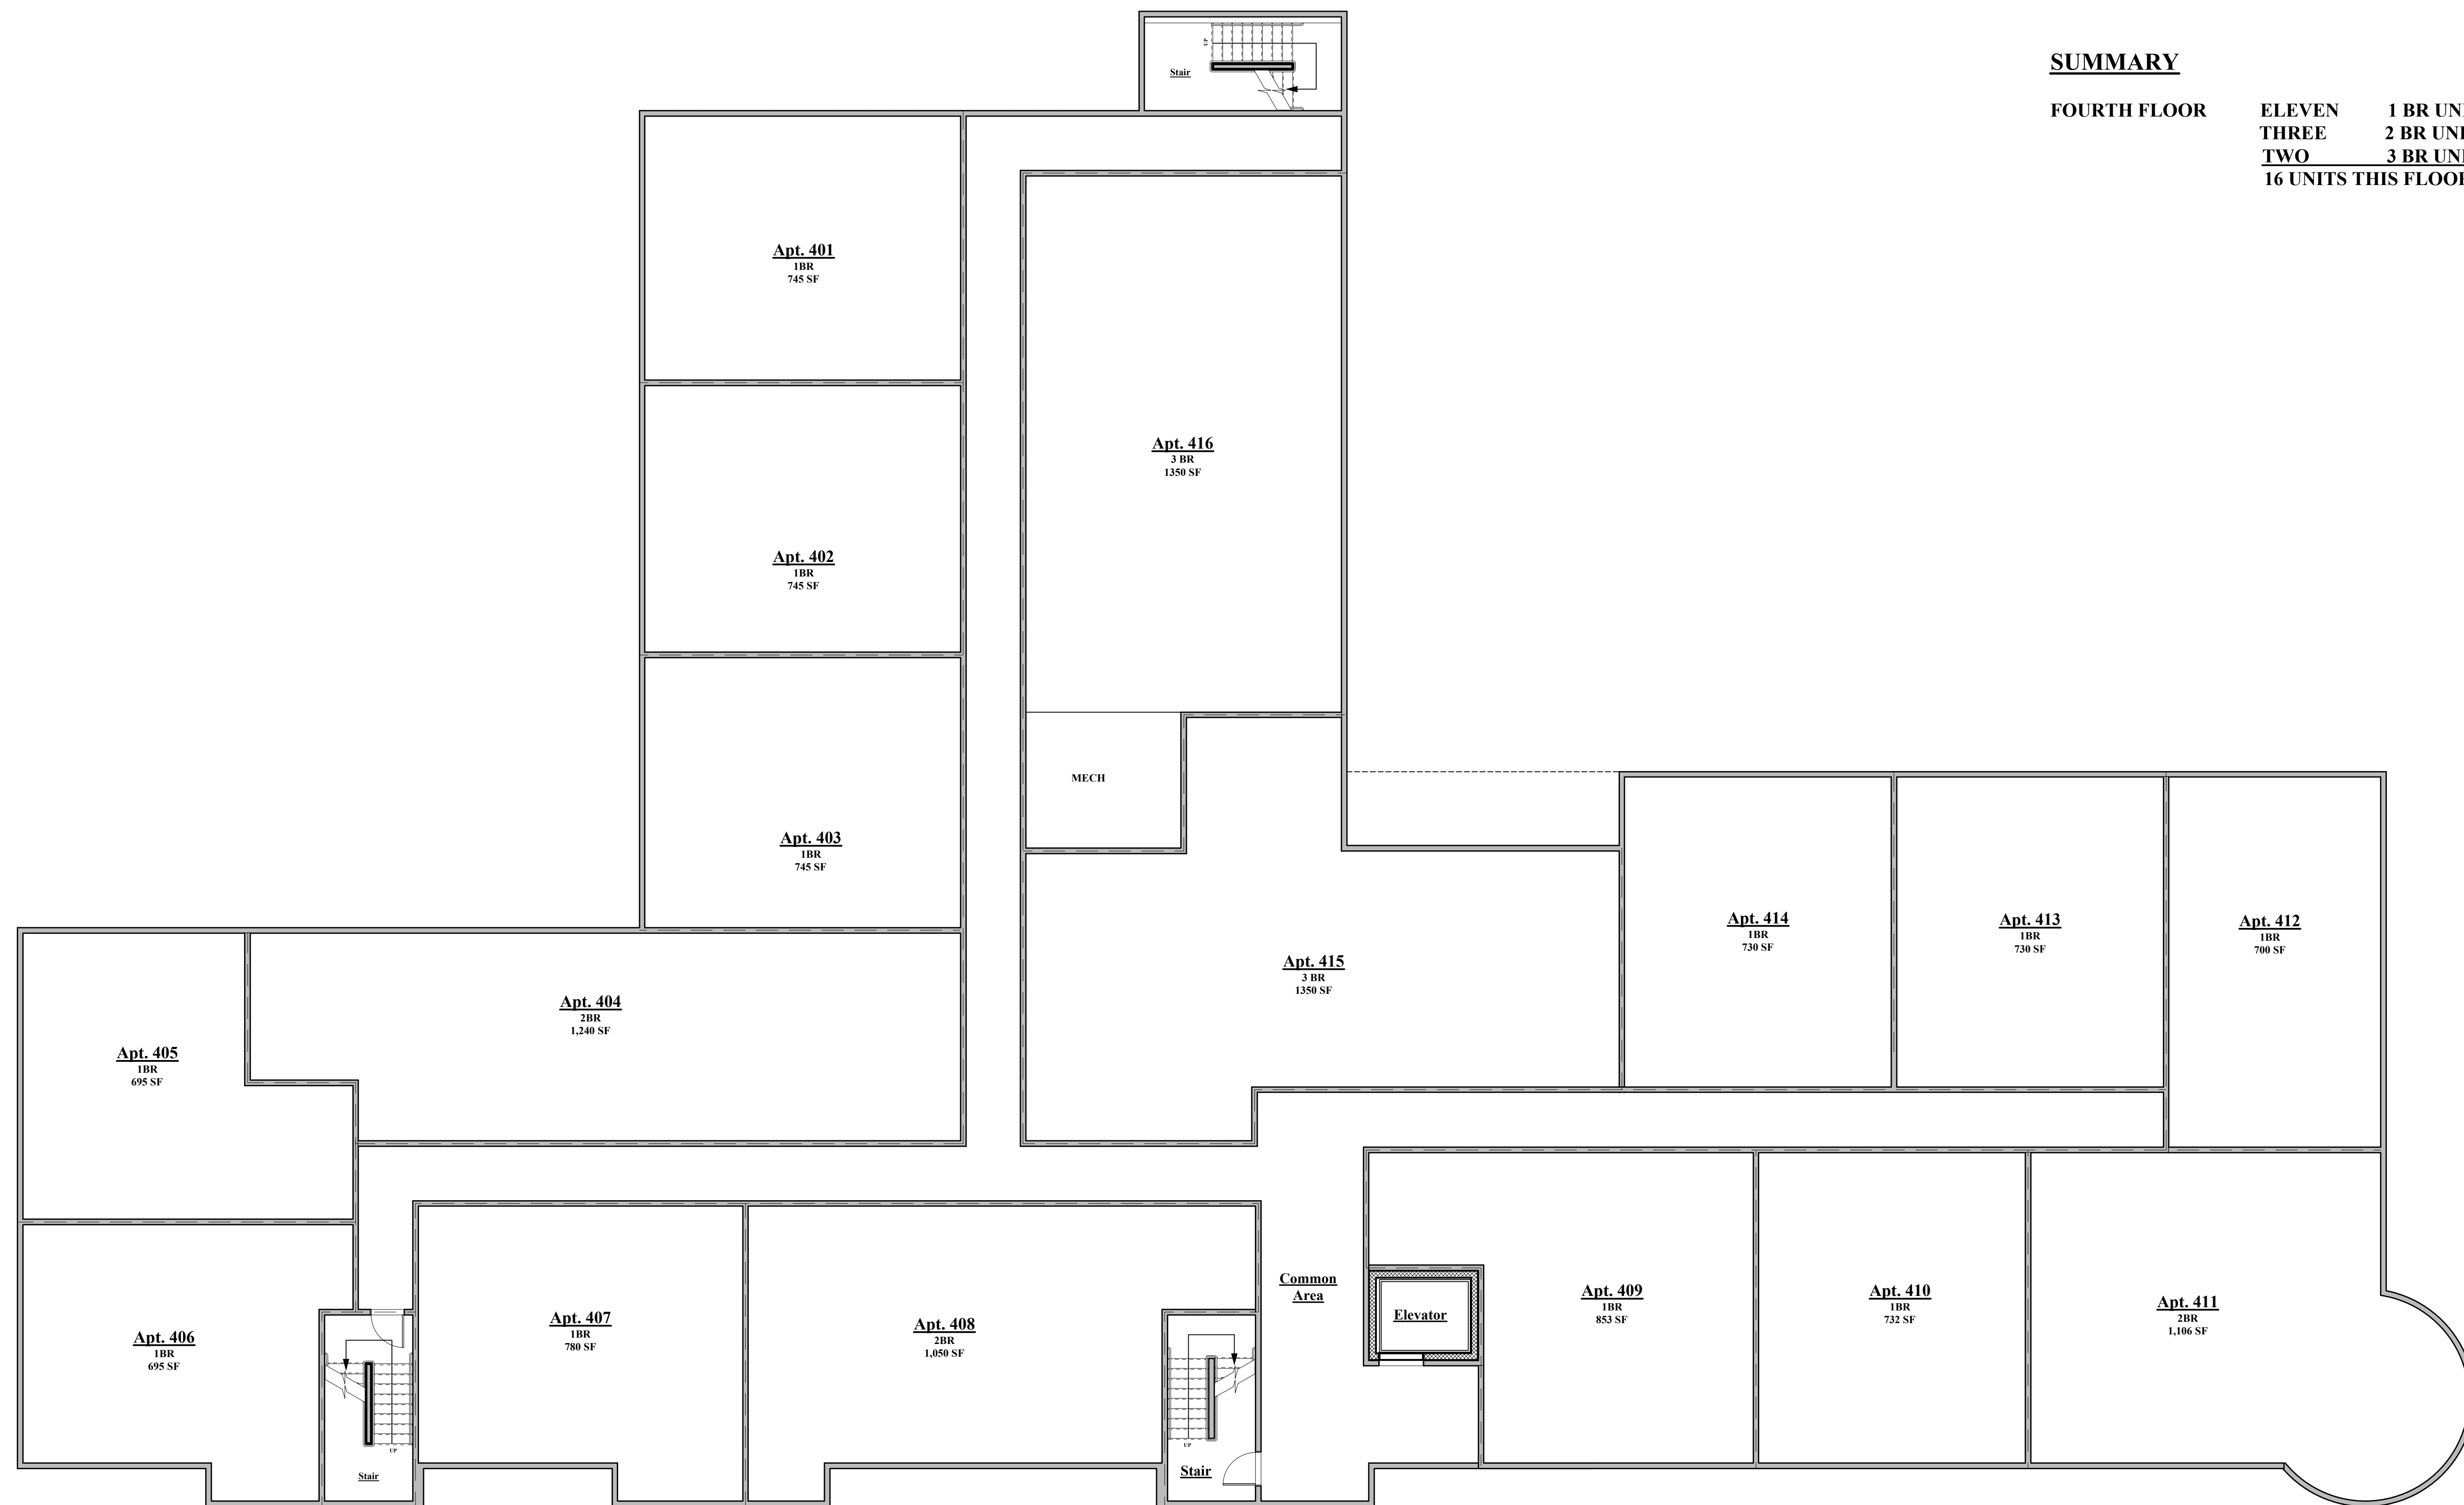 SUMMARY
FOURTH FLOOR ELEVEN 1 BR UN
THREE 2 BR UN
TWO 3 BR UN
16 UNITS THIS FLOOR
UP
Stair
Apt. 401
1BR
745 SF
Apt. 416
3 BR
1350 SF
Apt. 402
1BR
745 SF
MECH
Apt. 403
1BR
745 SF
Apt. 414
1BR
730 SF
Apt. 413
1BR
730 SF
Apt. 412
1BR
700 SF
Apt. 415
3 BR
1350 SF
Apt. 404
2BR
1,240 SF
Apt. 405
1BR
695 SF
Common
Area
Elevator
Apt. 409
1BR
853 SF
Apt. 410
1BR
732 SF
Apt. 411
2BR
1,106 SF
Apt. 406
1BR
695 SF
Apt. 407
1BR
780 SF
Apt. 408
2BR
1,050 SF
UP
Stair
UP
Stair